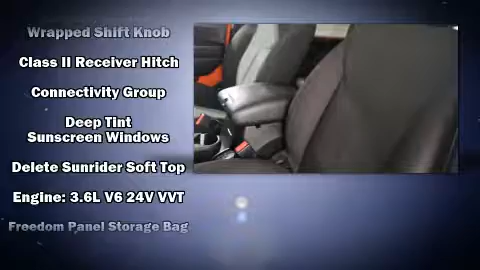 Wrapped Shift Knob
Class II Receiver Hitch
Connectivity Group
Deep Tint
Sunscreen Windows
Delete Sunrider Soft Top
Engine: 3.6L V6 24V VVT
Freedom Panel Storage Bag